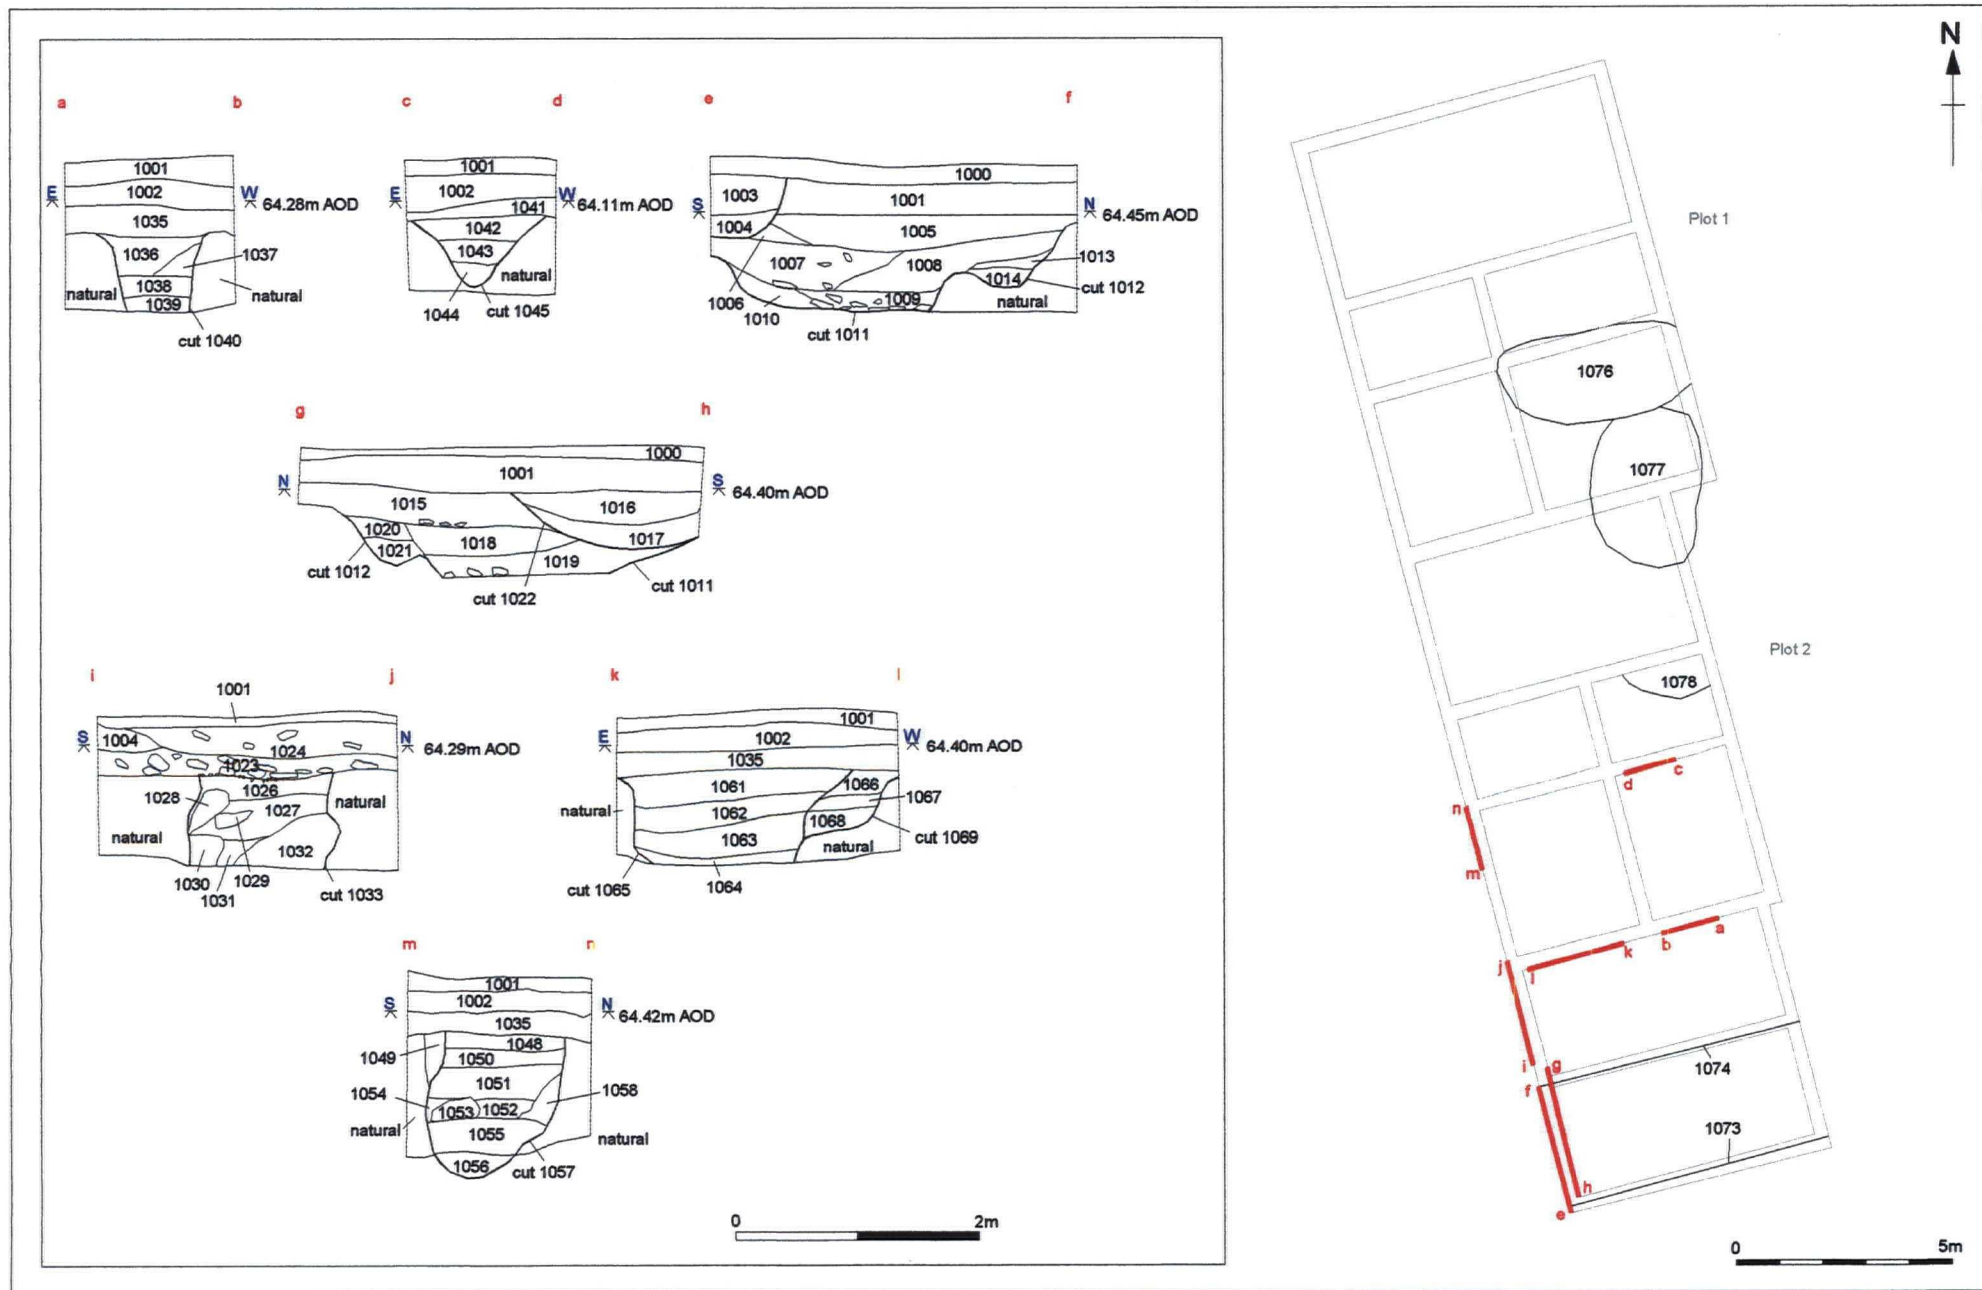 a b
1001
1002
E W 64.28m AOD
1035
1036 1037
1038
natural natural
1039
cut 1040
c d
1001
1002
E W 64.11m AOD
1041
1042
1043
natural
1044 cut 1045
e f
1000
1003 1001
S N 64.45m AOD
1004 1005
1007 1008 1013
1014 cut 1012
1006 1009 natural
1010
cut 1011
g h
1000
1001
N S 64.40m AOD
1015 1016
1020 1018 1017
1021 1019
cut 1012 cut 1011
cut 1022
i j
1001
1004 1024
S N 64.29m AOD
1023
1026
1028 1027 natural
natural
1032
1030 1029
1031 cut 1033
k l
1001
1002
E W 64.40m AOD
1035
1061 1066
natural 1067
1062 1068
1063 cut 1069
natural
cut 1065 1064
m n
1001
1002
S N 64.42m AOD
1035
1048
1049 1050
1051
1054 1058
1053 1052
natural 1055 natural
1056 cut 1057
0 2m
N
Plot 1
1076
1077
Plot 2
1078
c
d
n
m
a
b
k
l
j
i g
1074
f
1073
h
e
0 5m